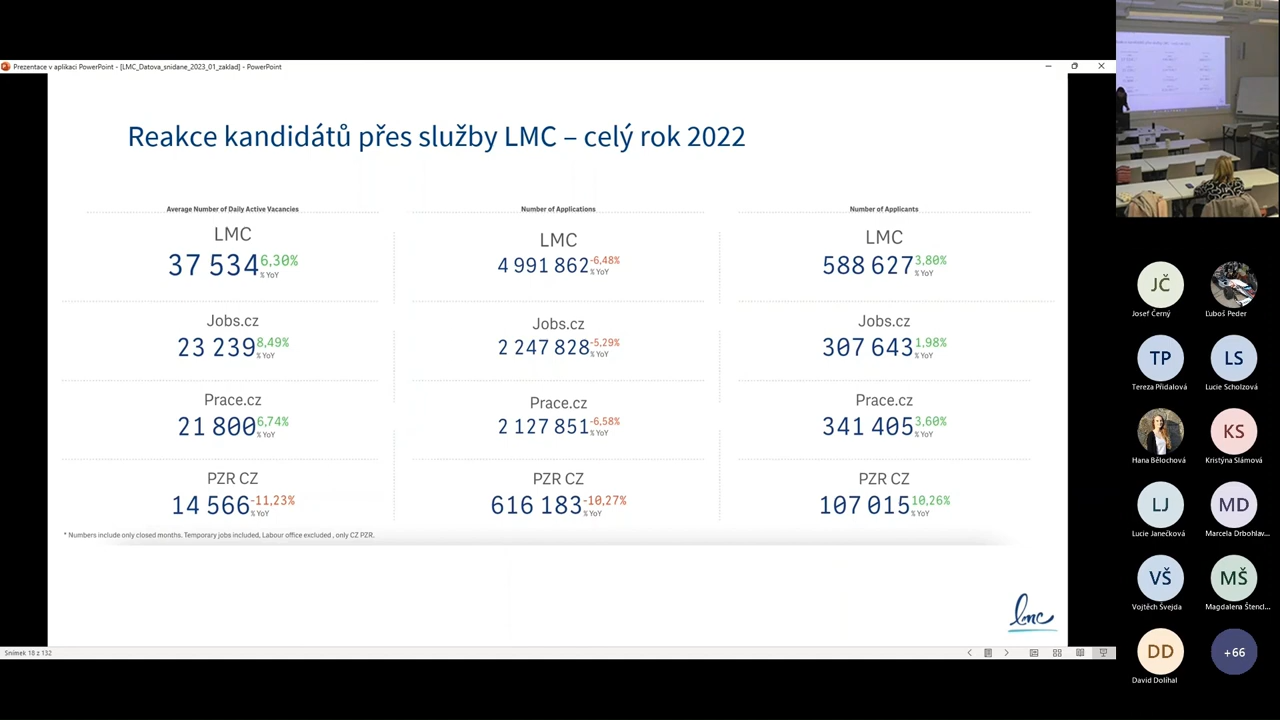 Prezentace v aplikaci PowerPoint - [LMC_Datova_snidane_2023_01_zaklad] - PowerPoint
Reakce kandidátů přes služby LMC – celý rok 2022
Average Number of Daily Active Vacancies
Number of Applications
Number of Applicants
LMC
37 534 6,30%
% YoY
LMC
4 991 862 -6,48%
% YoY
LMC
588 627 3,80%
% YoY
Jobs.cz
23 239 8,49%
% YoY
Jobs.cz
2 247 828 -5,29%
% YoY
Jobs.cz
307 643 1,98%
% YoY
Prace.cz
21 800 6,74%
% YoY
Prace.cz
2 127 851 -6,58%
% YoY
Prace.cz
341 405 3,60%
% YoY
PZR CZ
14 566 -11,23%
% YoY
PZR CZ
616 183 -10,27%
% YoY
PZR CZ
107 015 10,26%
% YoY
* Numbers include only closed months. Temporary jobs included, Labour office excluded , only CZ PZR.
lmc
Snímek 18 z 132
JČ
Josef Černý
Ľuboš Peder
TP
Tereza Přidalová
LS
Lucie Scholzová
Hana Bělochová
KS
Kristýna Slámová
LJ
Lucie Janečková
MD
Marcela Drbohlav...
VŠ
Vojtěch Švejda
MŠ
Magdalena Štencl...
DD
David Dolíhal
+66